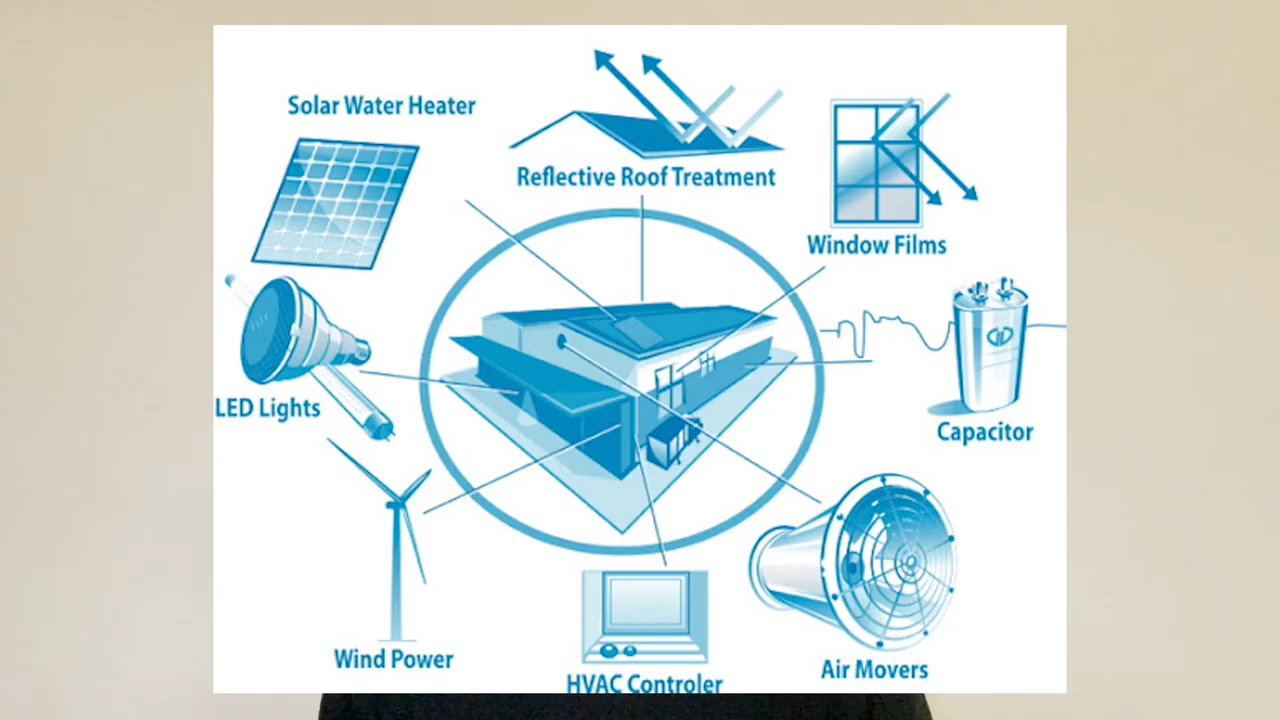 Solar Water Heater
Reflective Roof Treatment
Window Films
LED Lights
Capacitor
Wind Power
HVAC Controler
Air Movers